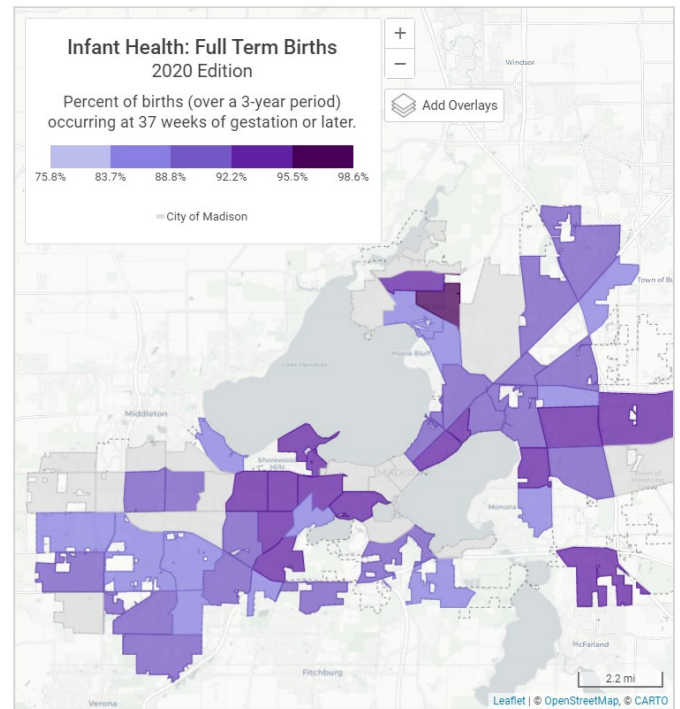 Infant Health: Full Term Births
2020 Edition
Percent of births (over a 3-year period)
occurring at 37 weeks of gestation or later.
75.8% 83.7% 88.8% 92.2% 95.5% 98.6%
City of Madison
+
−
Add Overlays
Windsor
Town of Bu
Maple Bluff
Lake Mendota
Middleton
Shorewood
Hills
MADISON
Town of
Monona
McFarland
Fitchburg
Verona
2.2 mi
Leaflet | © OpenStreetMap, © CARTO